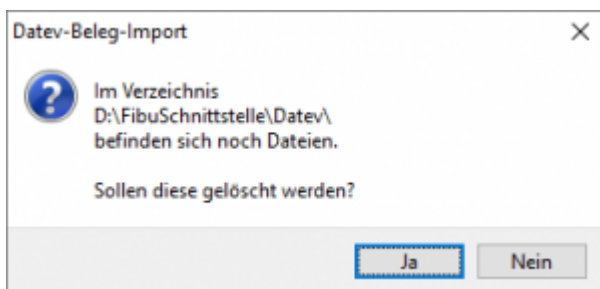 Datev-Beleg-Import
Im Verzeichnis
D:\FibuSchnittstelle\Datev\
befinden sich noch Dateien.
Sollen diese gelöscht werden?
Ja
Nein